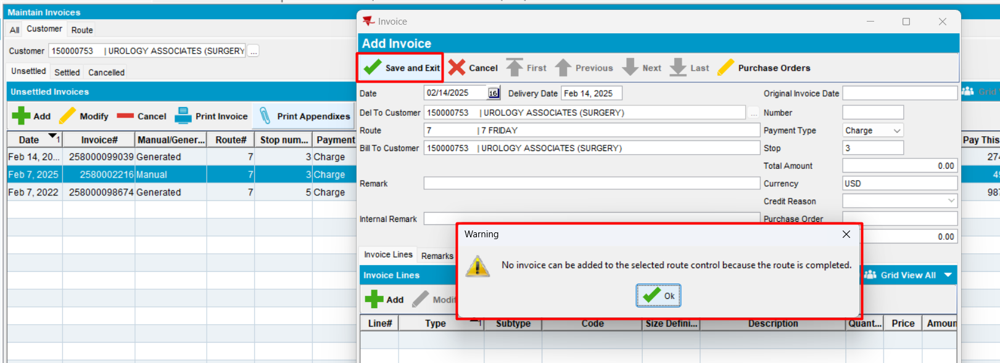 Maintain Invoices
All Customer Route
Customer 150000753 | UROLOGY ASSOCIATES (SURGERY ...
Unsettled Settled Cancelled
Unsettled Invoices
Add Modify Cancel Print Invoice Print Appendixes
Date 1 Invoice# Manual/Gener... Route# Stop num... Payment
Feb 14, 20... 258000099039 Generated 7 3 Charge
Feb 7, 2025 2580002216 Manual 7 3 Charge
Feb 7, 2022 258000098674 Generated 7 5 Charge
Invoice
Add Invoice
Save and Exit Cancel First Previous Next Last Purchase Orders
Date 02/14/2025 16 Delivery Date Feb 14, 2025 Original Invoice Date
Del To Customer 150000753 | UROLOGY ASSOCIATES (SURGERY) ... Number
Route 7 | 7 FRIDAY Payment Type Charge
Bill To Customer 150000753 | UROLOGY ASSOCIATES (SURGERY) Stop 3
Total Amount 0.00
Remark Currency USD
Credit Reason
Internal Remark Purchase Order
0.00
Warning
No invoice can be added to the selected route control because the route is completed.
Ok
Invoice Lines Remarks
Invoice Lines Grid View All
Add Modi
Line# Type 1 Subtype Code Size Defini... Description Quant... Price Amoun
Grid
Pay This
274
49
987